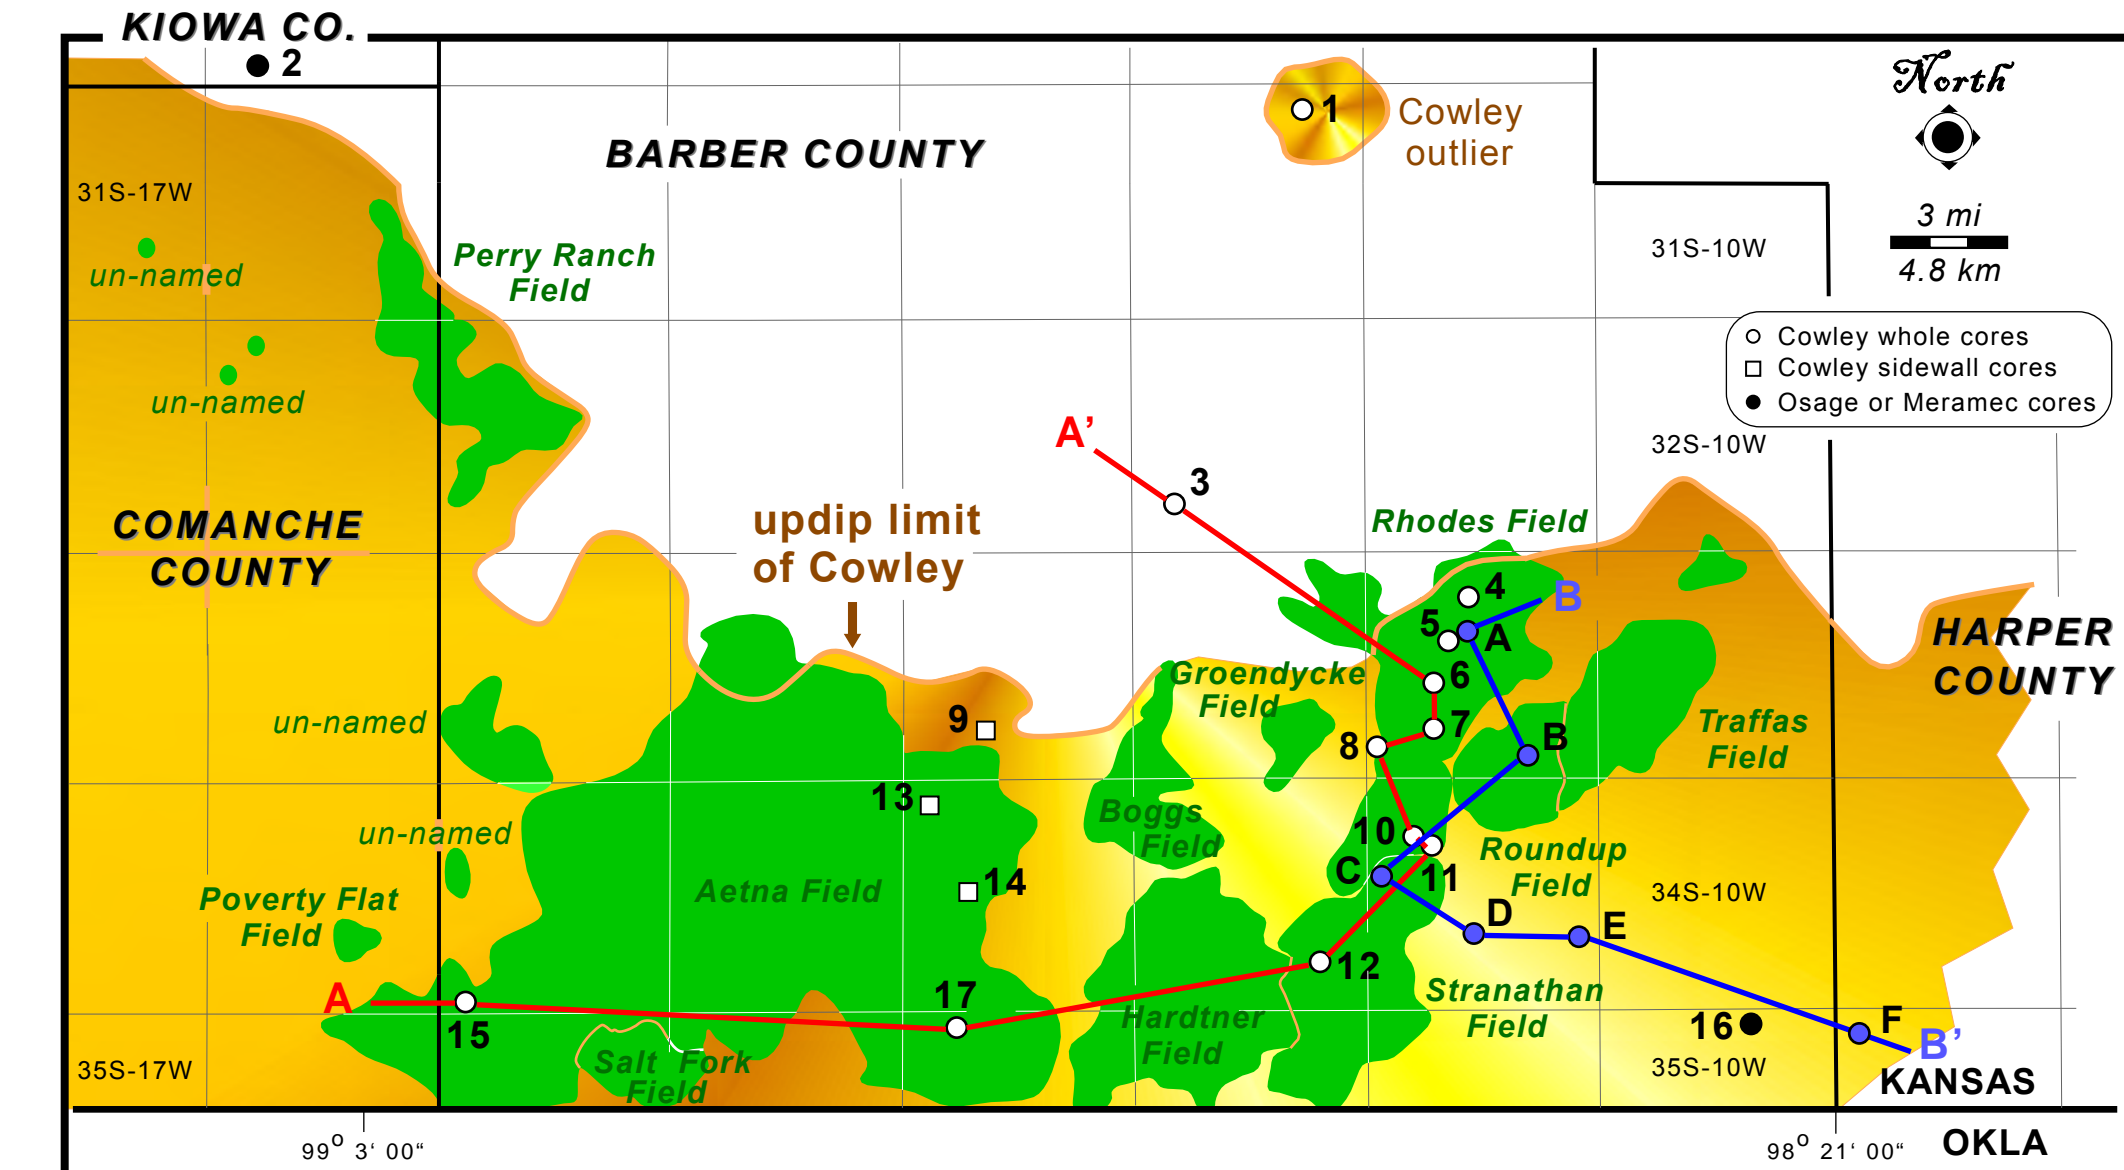 KIOWA CO.
2
1
Cowley
outlier
North
BARBER COUNTY
31S-17W
3 mi
4.8 km
31S-10W
Perry Ranch
Field
un-named
Cowley whole cores
Cowley sidewall cores
Osage or Meramec cores
un-named
A’
32S-10W
3
COMANCHE
COUNTY
updip limit
of Cowley
Rhodes Field
4
B
5
A
HARPER
COUNTY
Groendycke
Field
6
un-named
9
7
8
B
Traffas
Field
13
Boggs
Field
un-named
10
C
11
Roundup
Field
Aetna Field
14
34S-10W
Poverty Flat
Field
D
E
12
A
15
17
Stranathan
Field
Hardtner
Field
16
F
B’
Salt Fork
Field
35S-17W
35S-10W
KANSAS
99o 3‘ 00“
98o 21‘ 00“
OKLA